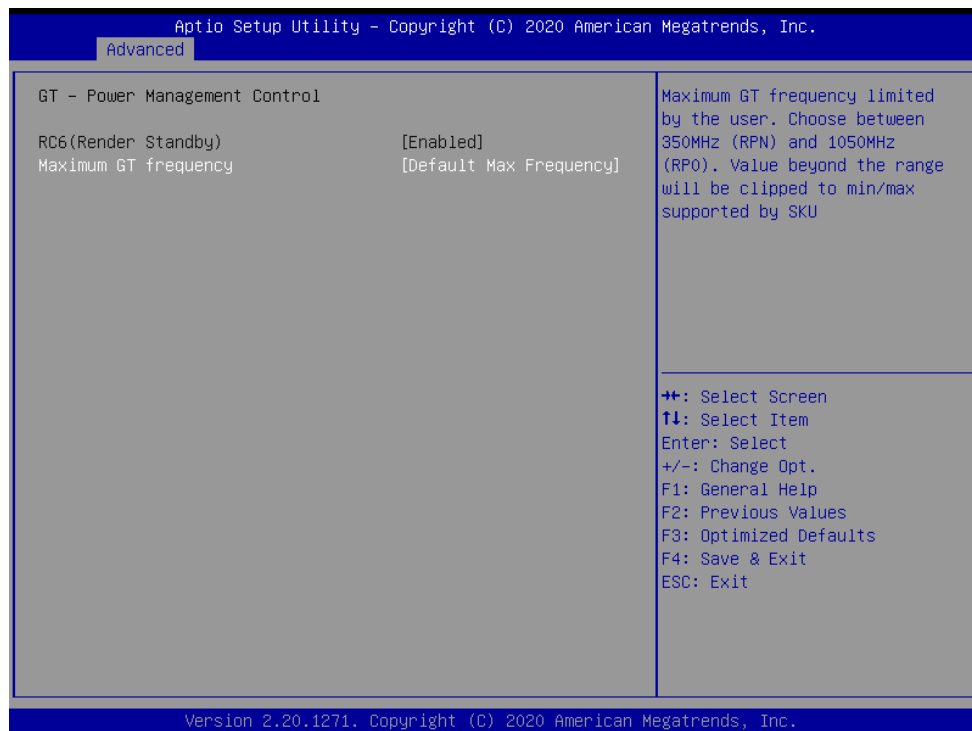 Aptio Setup Utility – Copyright (C) 2020 American Megatrends, Inc.
Advanced
GT – Power Management Control
RC6(Render Standby) [Enabled]
Maximum GT frequency [Default Max Frequency]
Maximum GT frequency limited
by the user. Choose between
350MHz (RPN) and 1050MHz
(RP0). Value beyond the range
will be clipped to min/max
supported by SKU
→←: Select Screen
↑↓: Select Item
Enter: Select
+/-: Change Opt.
F1: General Help
F2: Previous Values
F3: Optimized Defaults
F4: Save & Exit
ESC: Exit
Version 2.20.1271. Copyright (C) 2020 American Megatrends, Inc.